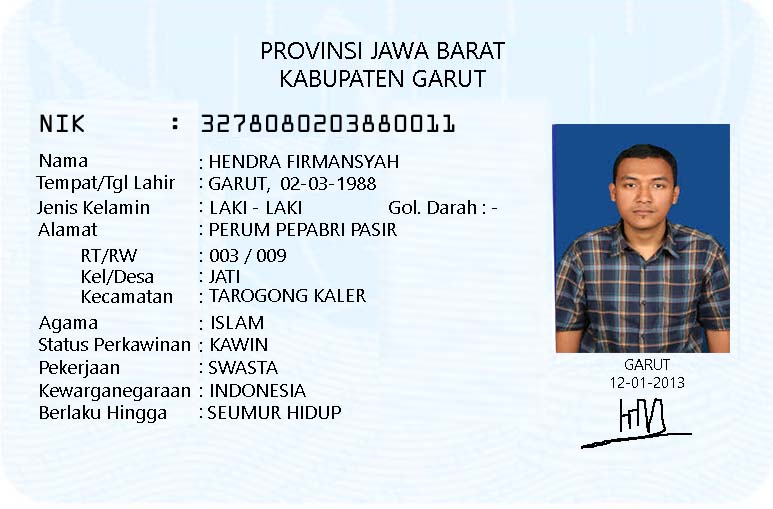 PROVINSI JAWA BARAT
KABUPATEN GARUT
NIK : 3278080203880011
Nama : HENDRA FIRMANSYAH
Tempat/Tgl Lahir : GARUT, 02-03-1988
Jenis Kelamin : LAKI - LAKI Gol. Darah : -
Alamat : PERUM PEPABRI PASIR
RT/RW : 003 / 009
Kel/Desa : JATI
Kecamatan : TAROGONG KALER
Agama : ISLAM
Status Perkawinan : KAWIN
Pekerjaan : SWASTA
Kewarganegaraan : INDONESIA
Berlaku Hingga : SEUMUR HIDUP
GARUT
12-01-2013